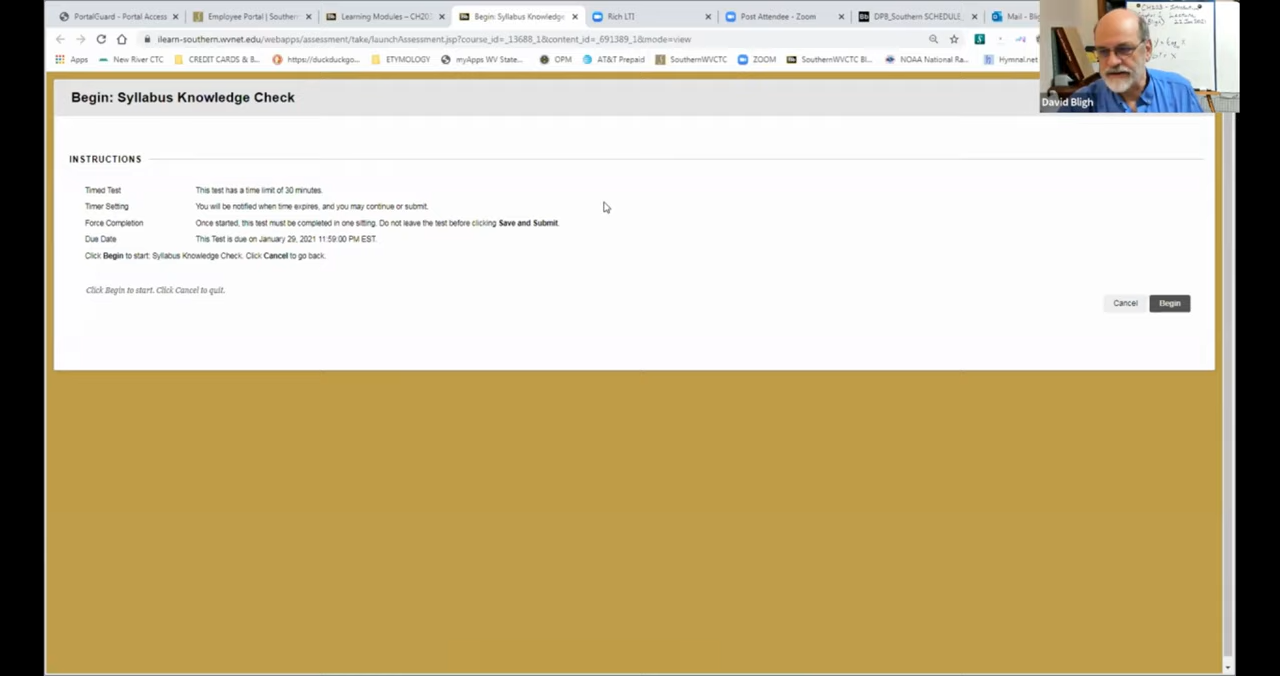 PortalGuard - Portal Access
Employee Portal | Southern
Learning Modules – CH20
Begin: Syllabus Knowledge
Rich LTI
Post Attendee - Zoom
DPB_Southern SCHEDULE_
Mail - Bli
ilearn-southern.wvnet.edu/webapps/assessment/take/launchAssessment.jsp?course_id=_13688_1&content_id=_691389_1&mode=view
Apps
New River CTC
CREDIT CARDS & B...
https://duckduckgo...
ETYMOLOGY
myApps WV State...
OPM
AT&T Prepaid
SouthernWVCTC
ZOOM
SouthernWVCTC Bl...
NOAA National Ra...
Hymnal.net
David Bligh
Begin: Syllabus Knowledge Check
INSTRUCTIONS
Timed Test This test has a time limit of 30 minutes.
Timer Setting You will be notified when time expires, and you may continue or submit.
Force Completion Once started, this test must be completed in one sitting. Do not leave the test before clicking Save and Submit.
Due Date This Test is due on January 29, 2021 11:59:00 PM EST.
Click Begin to start: Syllabus Knowledge Check. Click Cancel to go back.
Click Begin to start. Click Cancel to quit.
Cancel
Begin